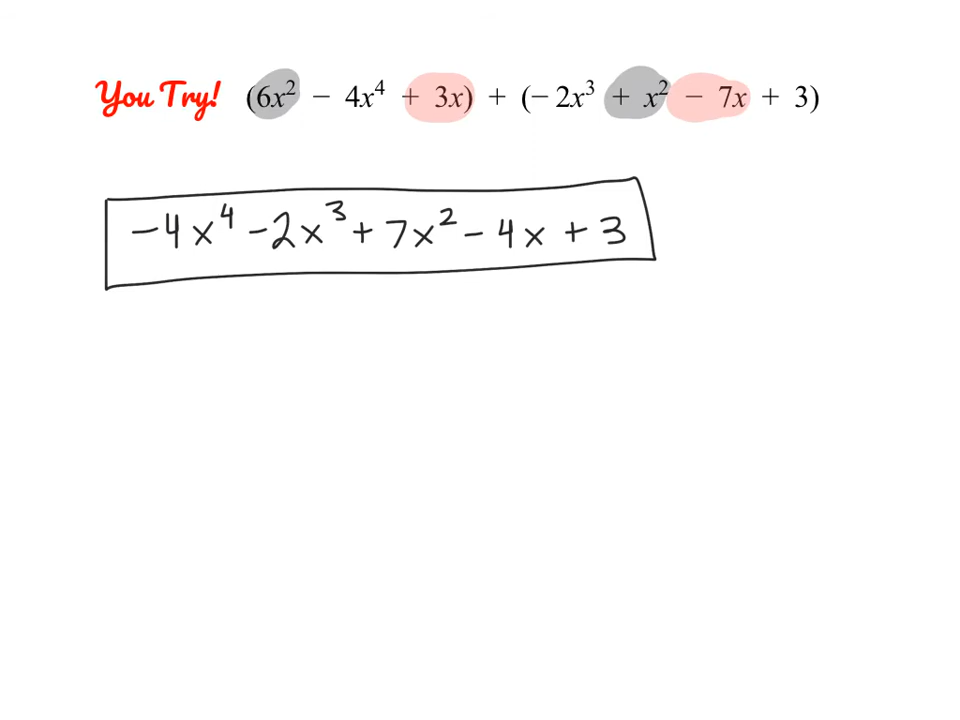 You Try! (6x² − 4x⁴ + 3x) + (− 2x³ + x² − 7x + 3)
−4x⁴ −2x³ + 7x² − 4x + 3